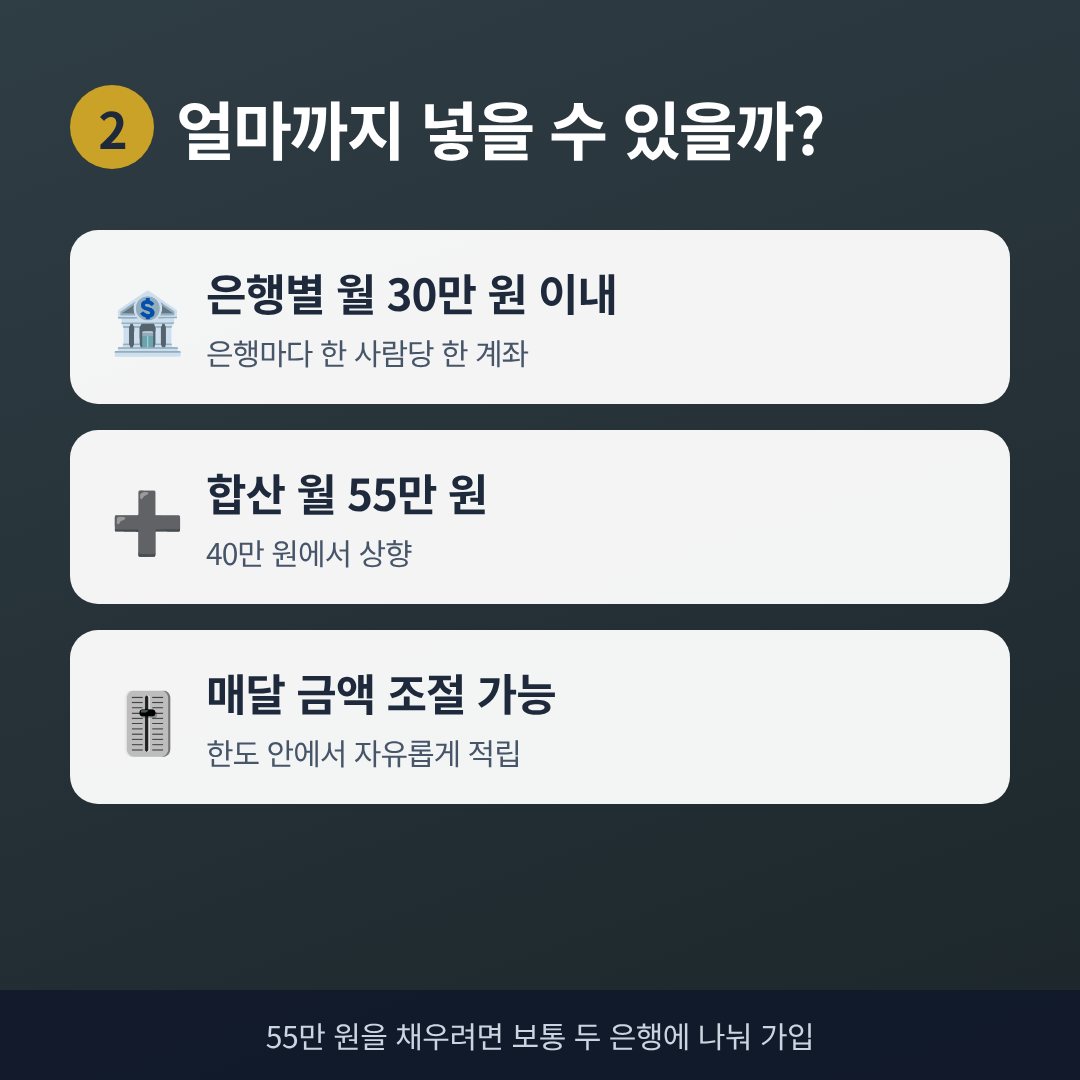 2 얼마까지 넣을 수 있을까?
은행별 월 30만 원 이내
은행마다 한 사람당 한 계좌
합산 월 55만 원
40만 원에서 상향
매달 금액 조절 가능
한도 안에서 자유롭게 적립
55만 원을 채우려면 보통 두 은행에 나눠 가입